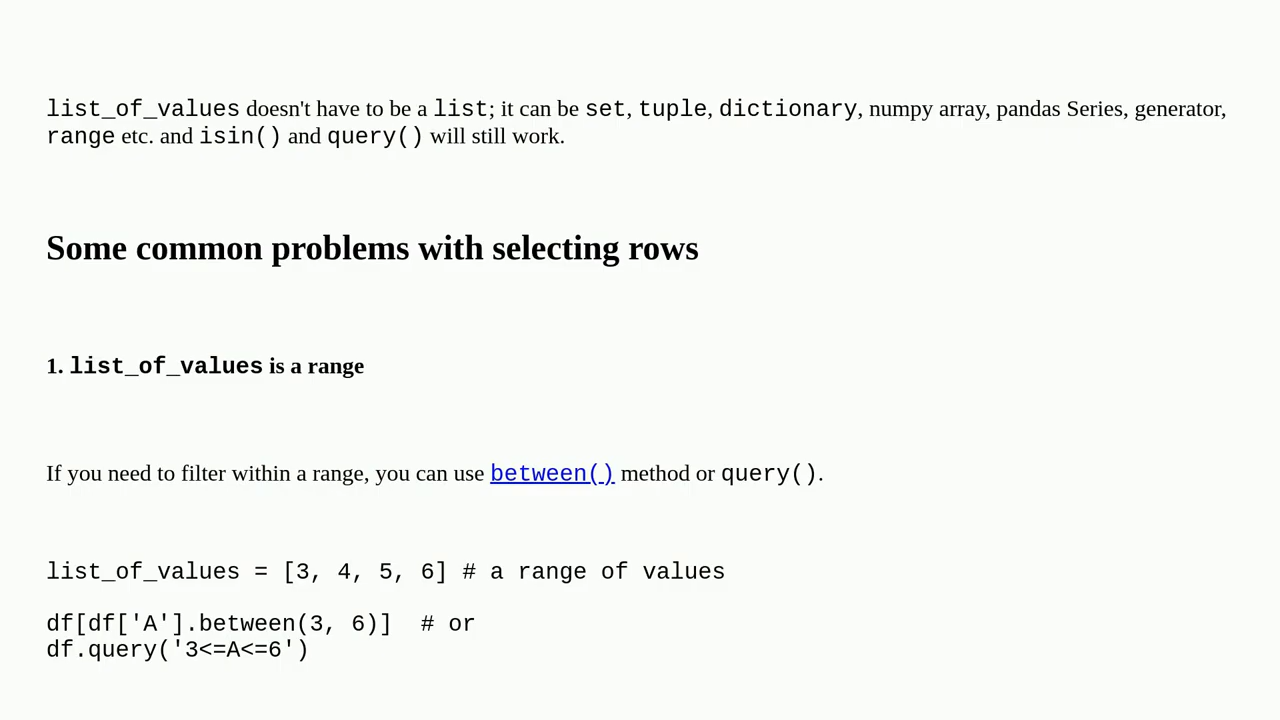 list_of_values doesn't have to be a list; it can be set, tuple, dictionary, numpy array, pandas Series, generator,
range etc. and isin() and query() will still work.
Some common problems with selecting rows
1. list_of_values is a range
If you need to filter within a range, you can use between() method or query().
list_of_values = [3, 4, 5, 6] # a range of values
df[df['A'].between(3, 6)]  # or
df.query('3<=A<=6')